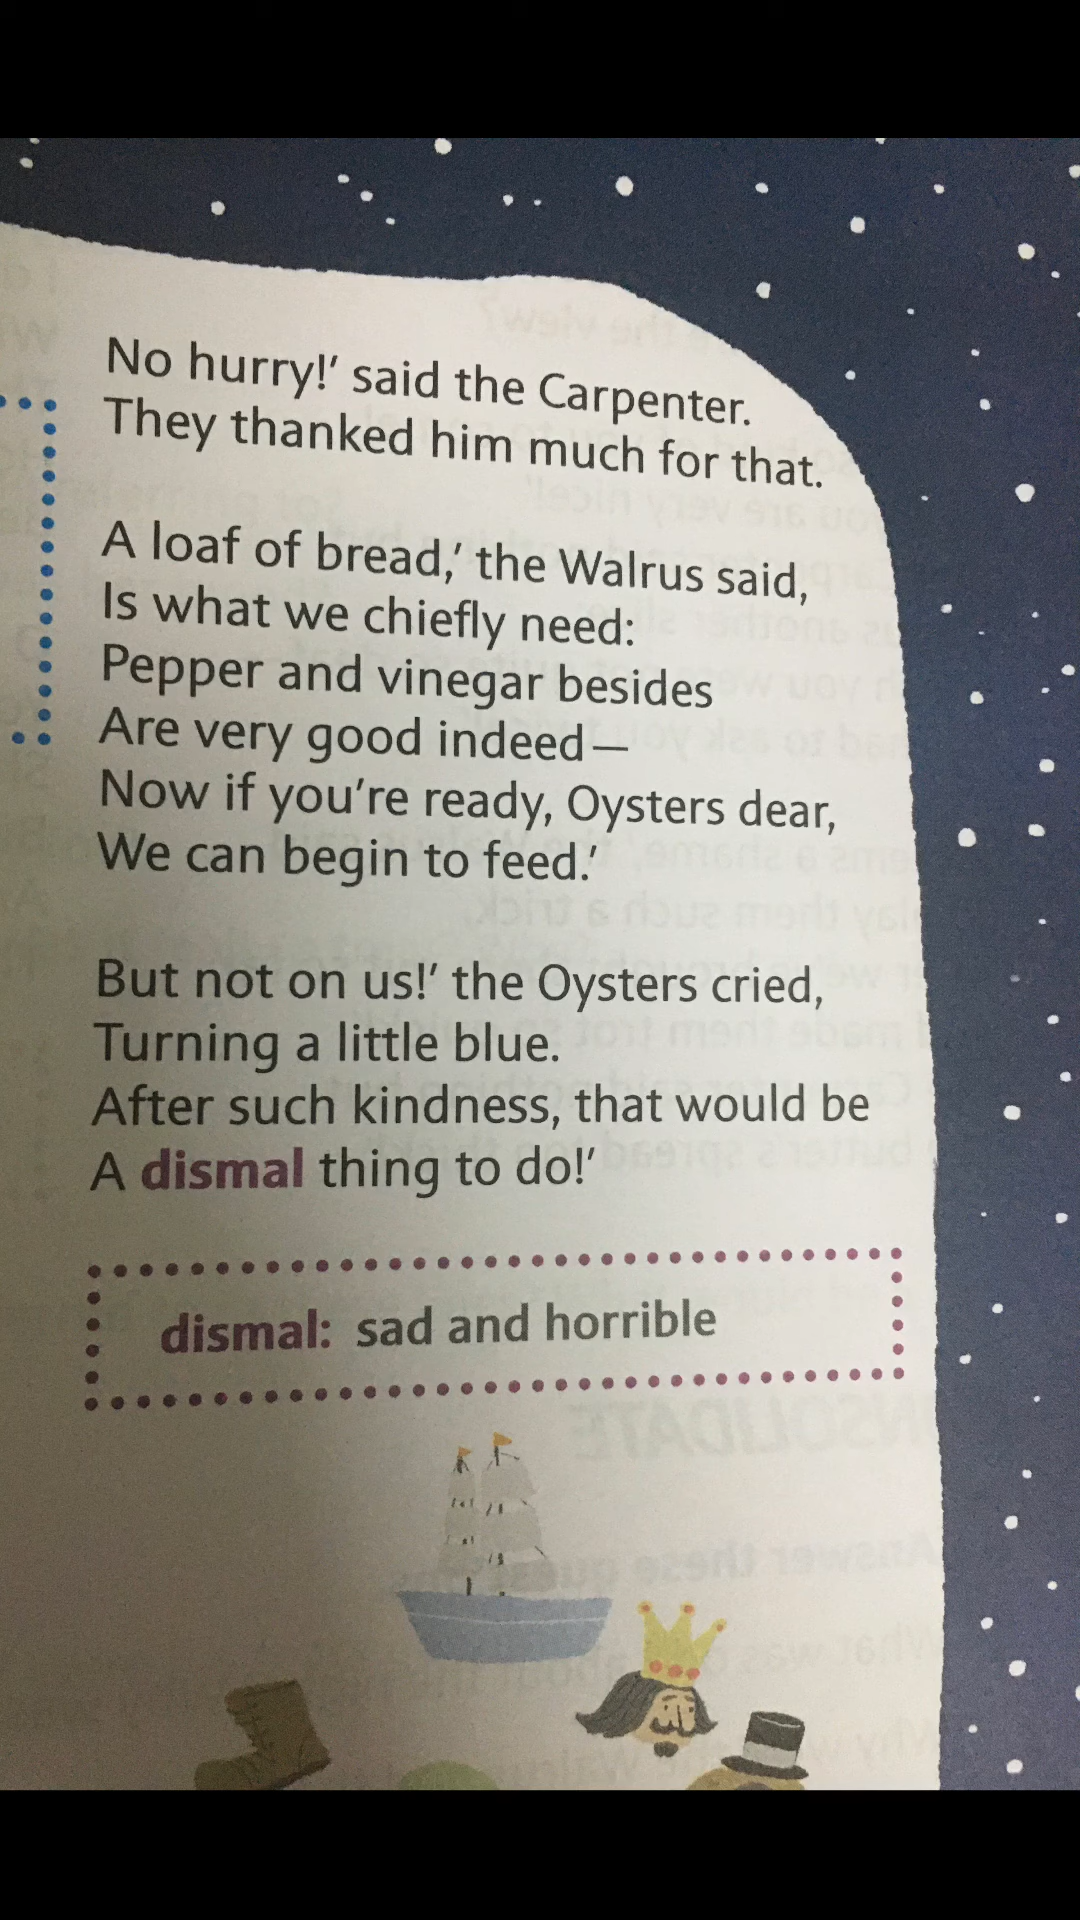 No hurry!’ said the Carpenter.
They thanked him much for that.
A loaf of bread,’ the Walrus said,
Is what we chiefly need:
Pepper and vinegar besides
Are very good indeed—
Now if you’re ready, Oysters dear,
We can begin to feed.’
But not on us!’ the Oysters cried,
Turning a little blue.
After such kindness, that would be
A dismal thing to do!’
dismal: sad and horrible